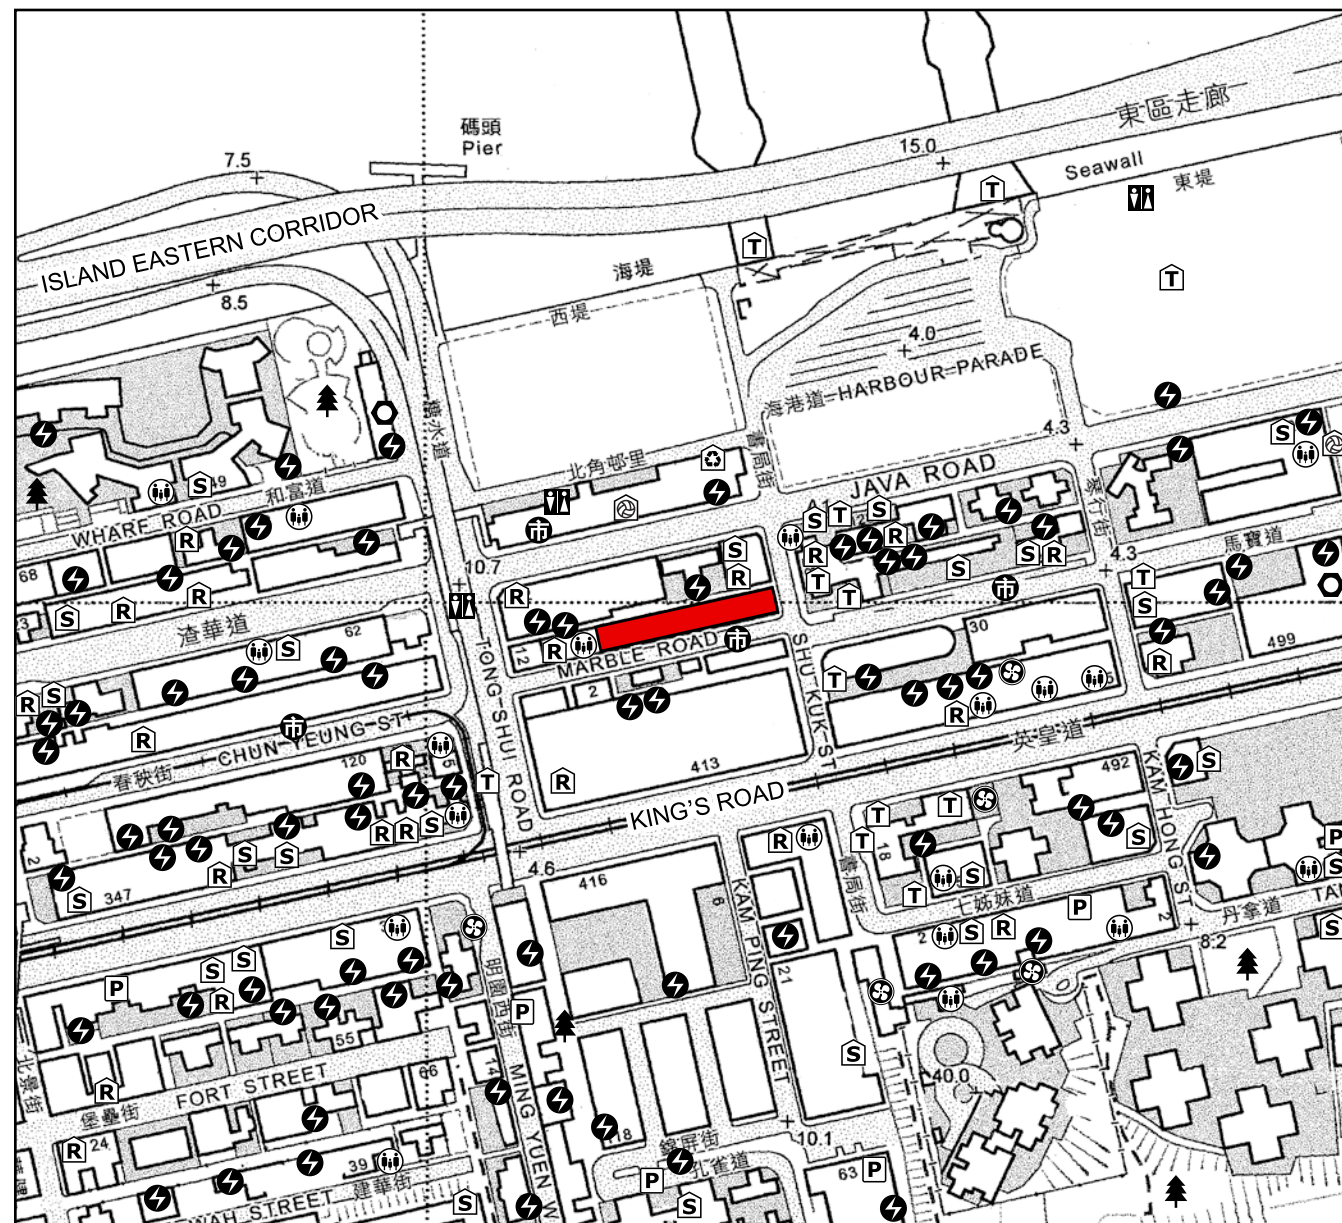 東區走廊
碼頭
Pier
7.5
15.0
Seawall
東堤
ISLAND EASTERN CORRIDOR
海堤
8.5
西堤
4.0
海港道 HARBOUR PARADE
糖水道
4.3
書局街
北角邨里
JAVA ROAD
49
和富道
WHARF ROAD
琴行街
馬寶道
4.3
10.7
68
渣華道
62
12
MARBLE ROAD
30
499
2
TONG SHUI ROAD
SHU KUK ST
CHUN YEUNG ST
春秧街
英皇道
413
120
492
KING'S ROAD
KAM HONG ST
2
18
4.6
416
書局街
347
6
七姊妹道
2
2
丹拿道
8.2
KAM PING STREET
21
明園西街
55
14
MING YUEN W
北景街
66
FORT STREET
堡壘街
40.0
24
18
錦屏街
10.1
孔雀道
39
建華街
63
WAH STREET